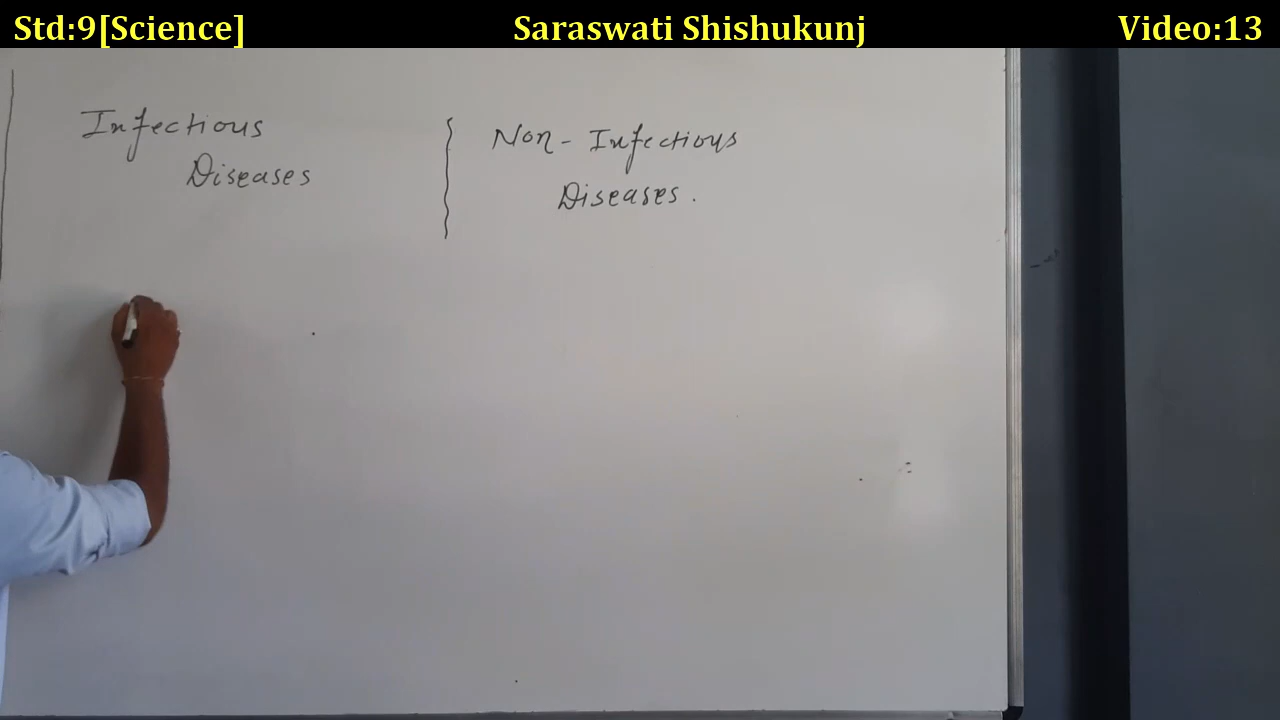 Std:9[Science] Saraswati Shishukunj Video:13
Infectious
Diseases
Non-Infectious
Diseases.